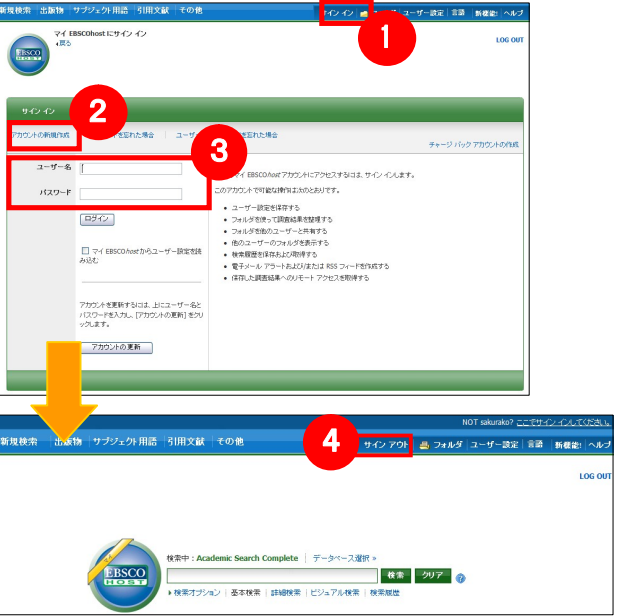 新規検索 出版物 サブジェクト用語 引用文献 その他
サイン イン ユーザー設定 言語 新機能! ヘルプ
1
マイ EBSCOhost にサイン イン
戻る
LOG OUT
EBSCO
HOST
サイン イン
2
アカウントの新規作成 を忘れた場合 ユーザー を忘れた場合
3
チャージ バック アカウントの作成
ユーザー名
パスワード
ログイン
マイ EBSCOhostからユーザー設定を読み込む
アカウントを更新するには、上にユーザー名と
パスワードを入力し、[アカウントの更新] をクリ
ックします。
アカウントの更新
マイ EBSCOhost アカウントにアクセスするには、サイン インします。
このアカウントで可能な操作は次のとおりです。
• ユーザー設定を保存する
• フォルダを使って調査結果を整理する
• フォルダを他のユーザーと共有する
• 他のユーザーのフォルダを表示する
• 検索履歴を保存および取得する
• 電子メール アラートおよび/または RSS フィードを作成する
• 保存した調査結果へのリモート アクセスを取得する
NOT sakurako? ここでサイン インしてください。
新規検索 出版物 サブジェクト用語 引用文献 その他
4
サイン アウト フォルダ ユーザー設定 言語 新機能! ヘルプ
LOG OUT
EBSCO
HOST
検索中 : Academic Search Complete データベース選択 »
検索 クリア
検索オプション 基本検索 詳細検索 ビジュアル検索 検索履歴